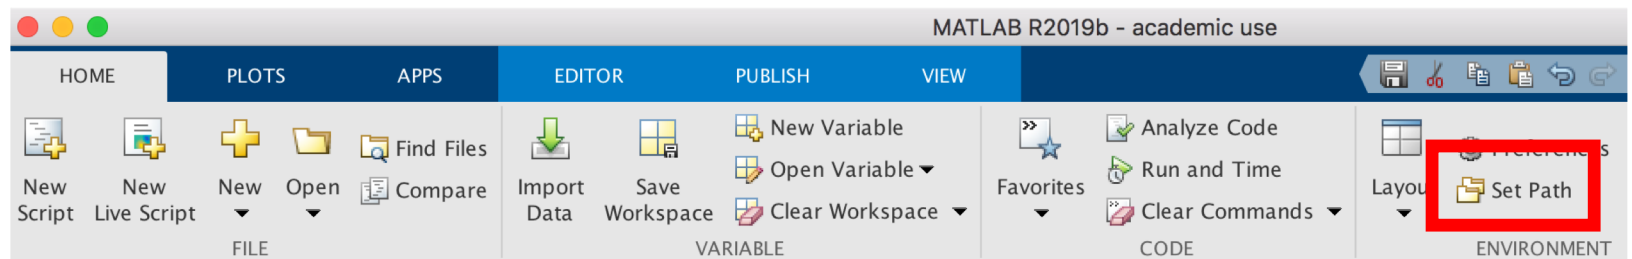 MATLAB R2019b - academic use
HOME PLOTS APPS EDITOR PUBLISH VIEW
New Script
New Live Script
New
Open
Find Files
Compare
FILE
Import Data
Save Workspace
New Variable
Open Variable
Clear Workspace
VARIABLE
Favorites
Analyze Code
Run and Time
Clear Commands
CODE
Layou
Preferences
Set Path
ENVIRONMENT